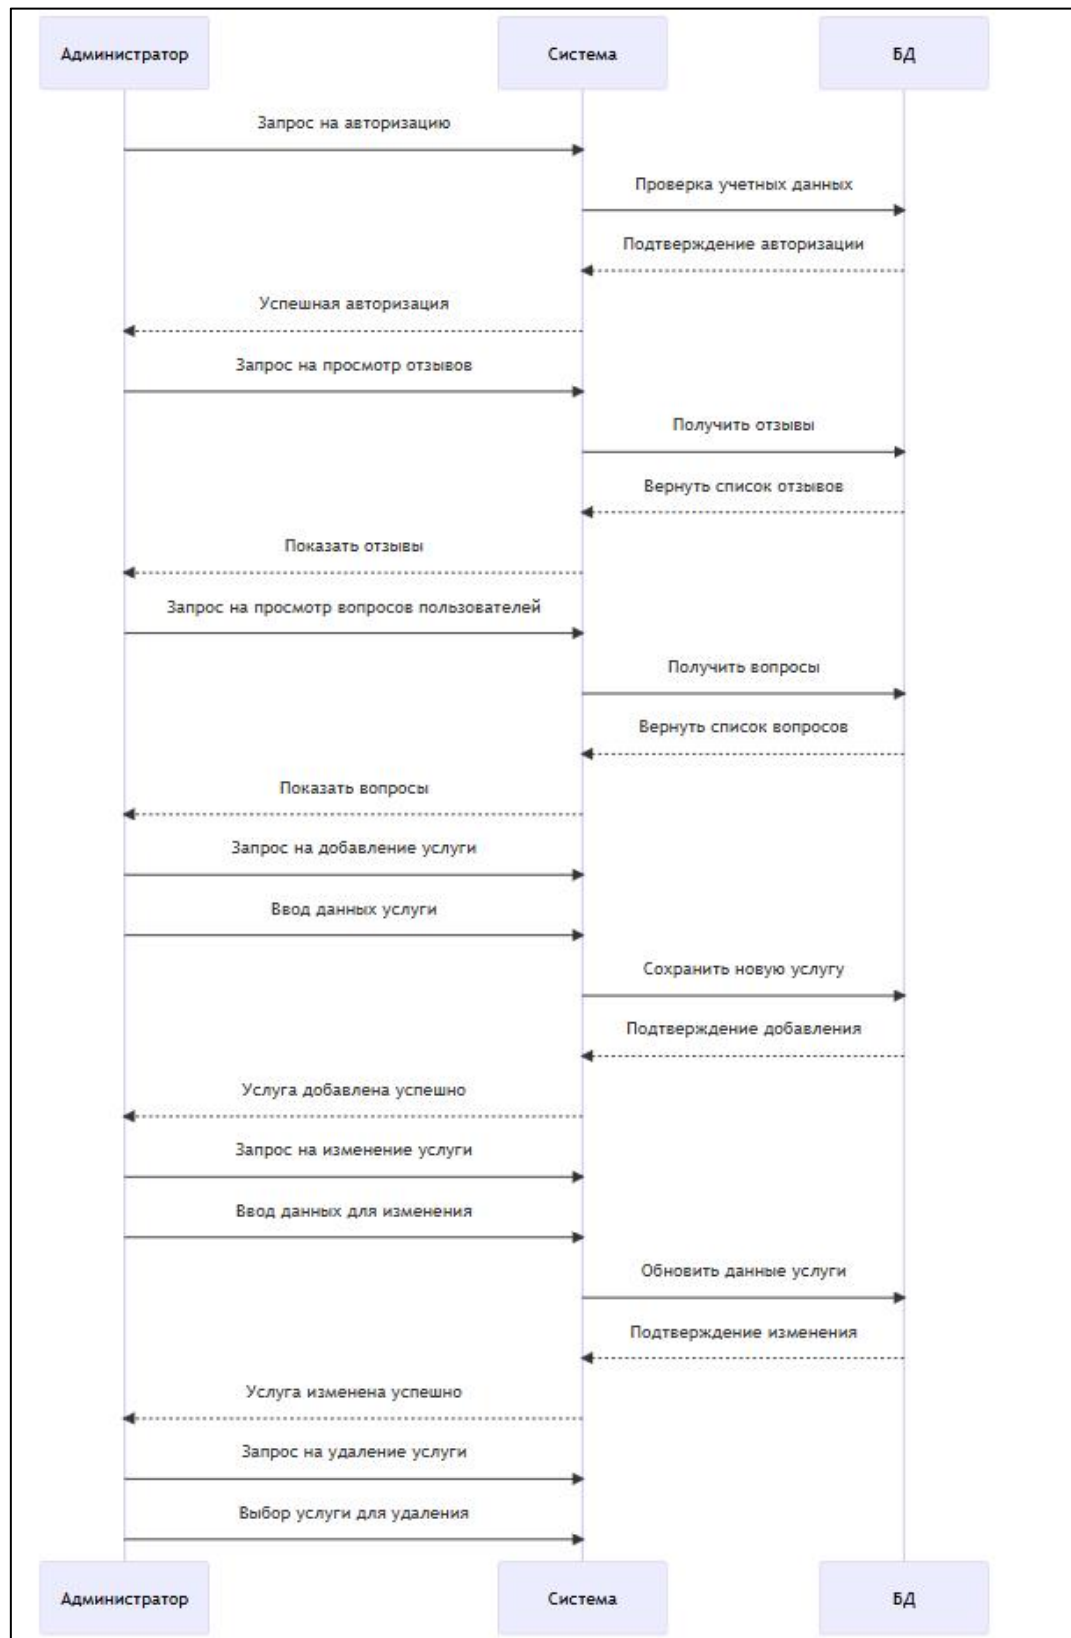 Администратор
Система
БД
Запрос на авторизацию
Проверка учетных данных
Подтверждение авторизации
Успешная авторизация
Запрос на просмотр отзывов
Получить отзывы
Вернуть список отзывов
Показать отзывы
Запрос на просмотр вопросов пользователей
Получить вопросы
Вернуть список вопросов
Показать вопросы
Запрос на добавление услуги
Ввод данных услуги
Сохранить новую услугу
Подтверждение добавления
Услуга добавлена успешно
Запрос на изменение услуги
Ввод данных для изменения
Обновить данные услуги
Подтверждение изменения
Услуга изменена успешно
Запрос на удаление услуги
Выбор услуги для удаления
Администратор
Система
БД